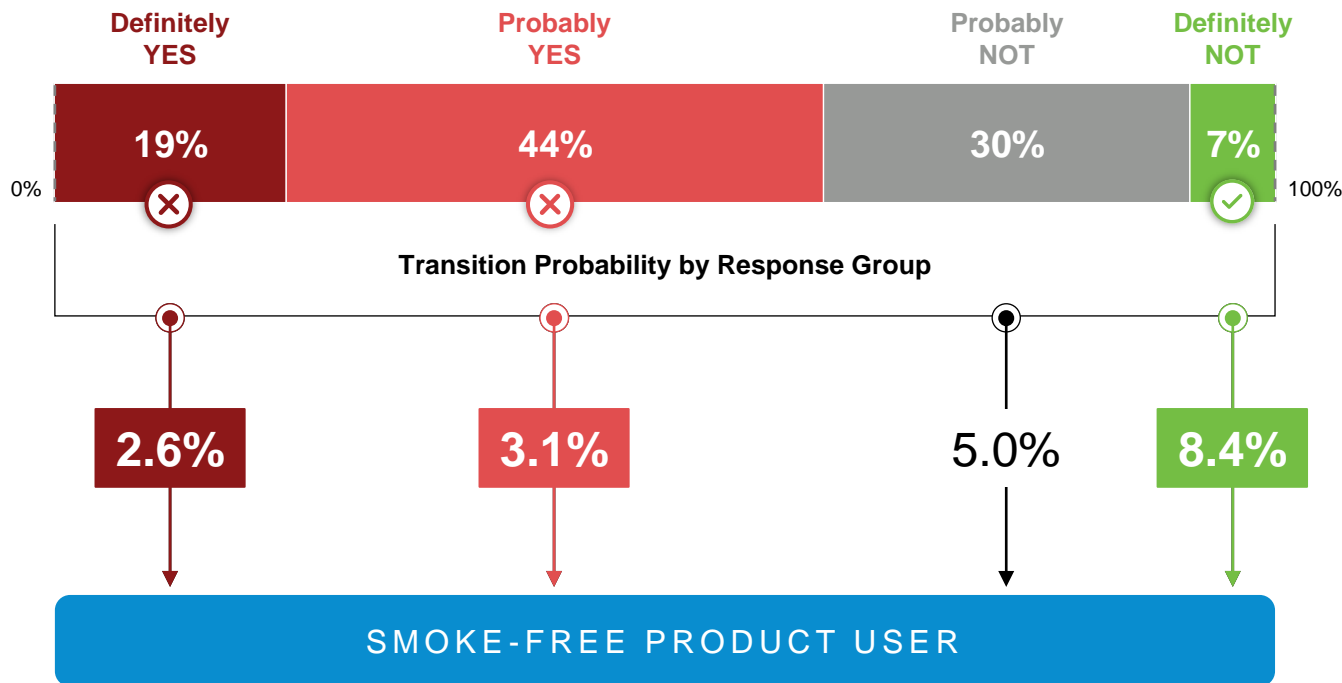 Definitely
YES
Probably
YES
Probably
NOT
Definitely
NOT
19%
44%
30%
7%
0%
100%
Transition Probability by Response Group
2.6%
3.1%
5.0%
8.4%
SMOKE-FREE PRODUCT USER